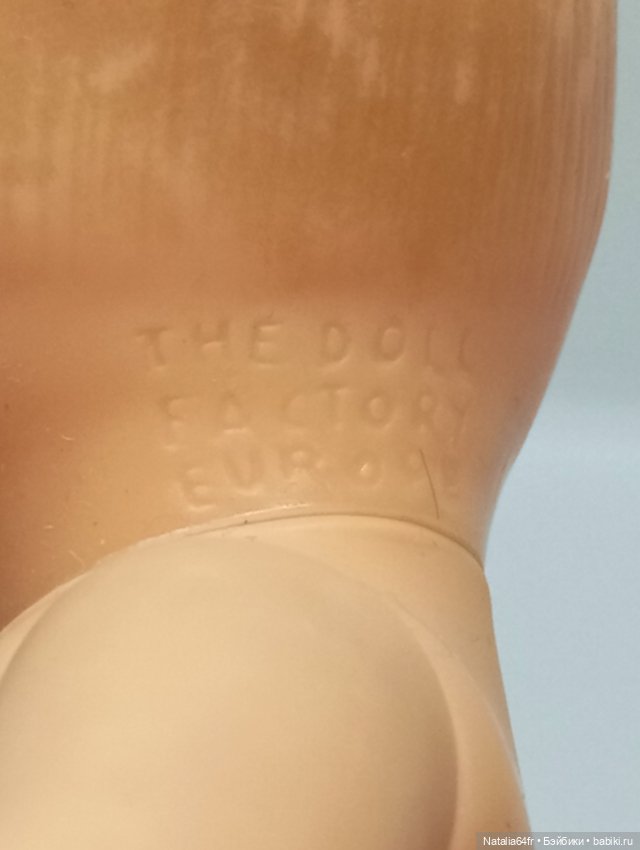 THE DOLL
FACTORY
EUROPE
Natalia64fr • Бэйбики • babiki.ru